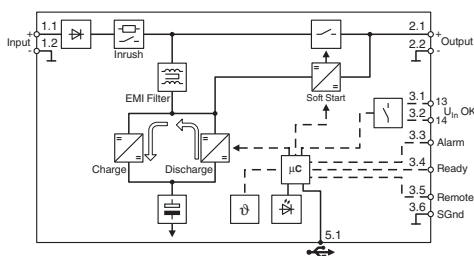 Input
+
-
1.1
1.2
Inrush
EMI Filter
Charge
Discharge
Soft Start
µC
ϑ
2.1
+
2.2
-
Output
3.1
13
3.2
14
UIn OK
3.3
Alarm
3.4
Ready
3.5
Remote
3.6
SGnd
5.1